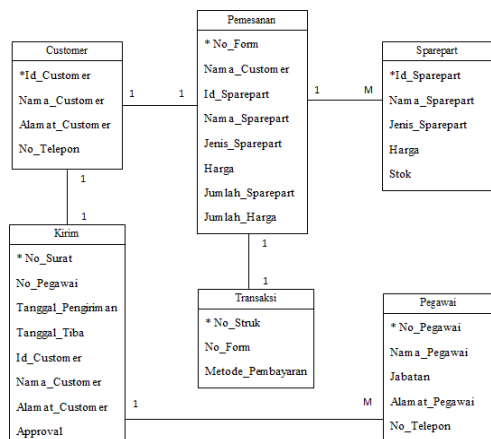 Customer
*Id_Customer
Nama_Customer
Alamat_Customer
No_Telepon
1
1
Pemesanan
* No_Form
Nama_Customer
Id_Sparepart
Nama_Sparepart
Jenis_Sparepart
Harga
Jumlah_Sparepart
Jumlah_Harga
1
M
Sparepart
*Id_Sparepart
Nama_Sparepart
Jenis_Sparepart
Harga
Stok
1
1
Kirim
* No_Surat
No_Pegawai
Tanggal_Pengiriman
Tanggal_Tiba
Id_Customer
Nama_Customer
Alamat_Customer
Approval
1
1
Transaksi
* No_Struk
No_Form
Metode_Pembayaran
1
M
Pegawai
* No_Pegawai
Nama_Pegawai
Jabatan
Alamat_Pegawai
No_Telepon